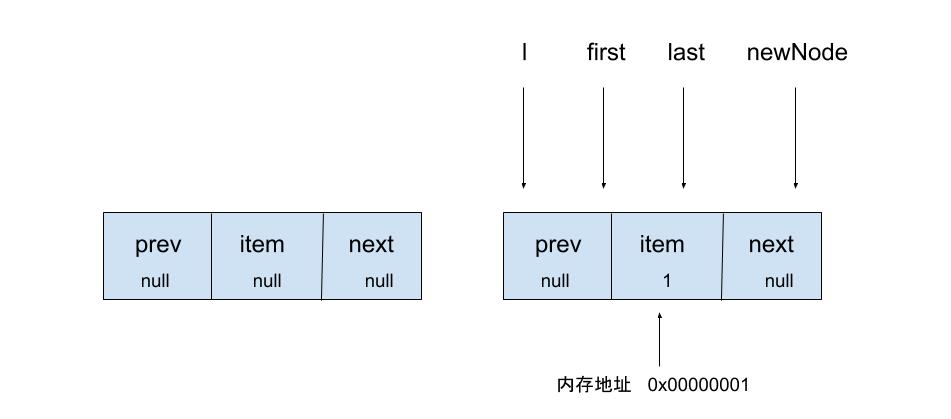 l first last newNode
prev item next prev item next
null null null null 1 null
内存地址 0x00000001